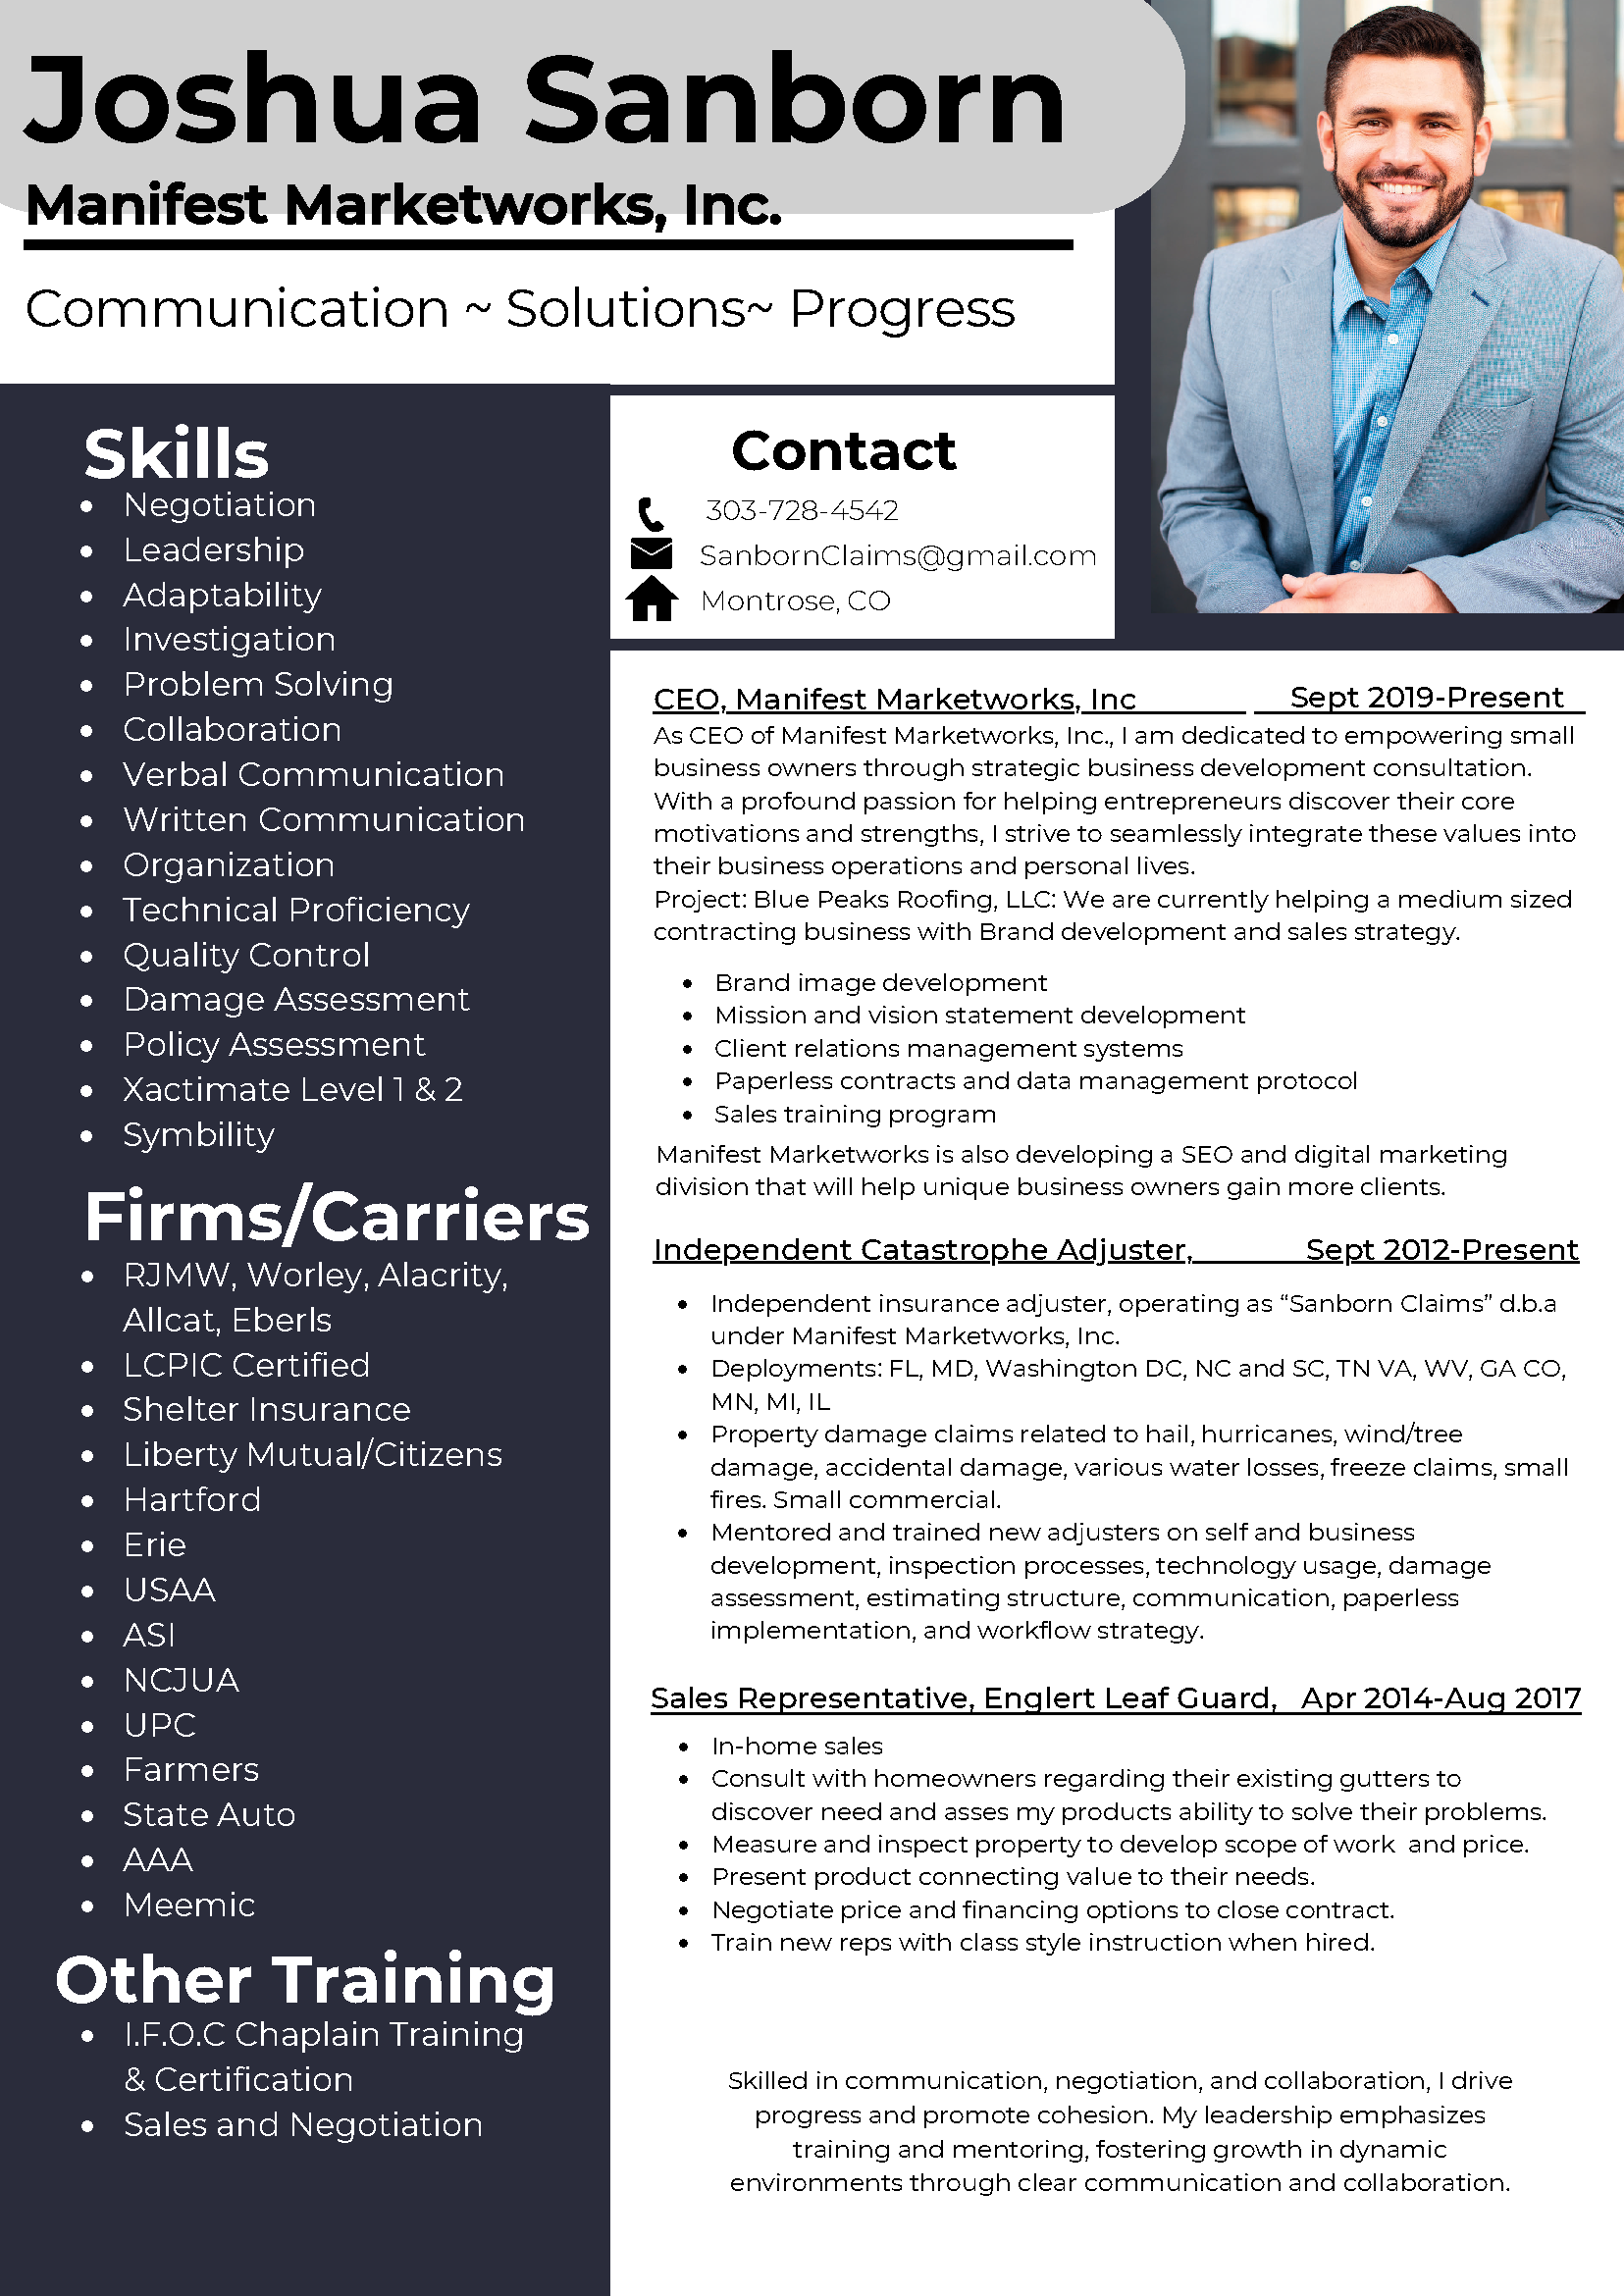 Joshua Sanborn
Manifest Marketworks, Inc.
Communication ~ Solutions~ Progress
Skills
• Negotiation
• Leadership
• Adaptability
• Investigation
• Problem Solving
• Collaboration
• Verbal Communication
• Written Communication
• Organization
• Technical Proficiency
• Quality Control
• Damage Assessment
• Policy Assessment
• Xactimate Level 1 & 2
• Symbility
Firms/Carriers
• RJMW, Worley, Alacrity,
Allcat, Eberls
• LCPIC Certified
• Shelter Insurance
• Liberty Mutual/Citizens
• Hartford
• Erie
• USAA
• ASI
• NCJUA
• UPC
• Farmers
• State Auto
• AAA
• Meemic
Other Training
• I.F.O.C Chaplain Training
& Certification
• Sales and Negotiation
Contact
303-728-4542
SanbornClaims@gmail.com
Montrose, CO
CEO, Manifest Marketworks, Inc Sept 2019-Present
As CEO of Manifest Marketworks, Inc., I am dedicated to empowering small
business owners through strategic business development consultation.
With a profound passion for helping entrepreneurs discover their core
motivations and strengths, I strive to seamlessly integrate these values into
their business operations and personal lives.
Project: Blue Peaks Roofing, LLC: We are currently helping a medium sized
contracting business with Brand development and sales strategy.
• Brand image development
• Mission and vision statement development
• Client relations management systems
• Paperless contracts and data management protocol
• Sales training program
Manifest Marketworks is also developing a SEO and digital marketing
division that will help unique business owners gain more clients.
Independent Catastrophe Adjuster, Sept 2012-Present
• Independent insurance adjuster, operating as “Sanborn Claims” d.b.a
under Manifest Marketworks, Inc.
• Deployments: FL, MD, Washington DC, NC and SC, TN VA, WV, GA CO,
MN, MI, IL
• Property damage claims related to hail, hurricanes, wind/tree
damage, accidental damage, various water losses, freeze claims, small
fires. Small commercial.
• Mentored and trained new adjusters on self and business
development, inspection processes, technology usage, damage
assessment, estimating structure, communication, paperless
implementation, and workflow strategy.
Sales Representative, Englert Leaf Guard, Apr 2014-Aug 2017
• In-home sales
• Consult with homeowners regarding their existing gutters to
discover need and asses my products ability to solve their problems.
• Measure and inspect property to develop scope of work and price.
• Present product connecting value to their needs.
• Negotiate price and financing options to close contract.
• Train new reps with class style instruction when hired.
Skilled in communication, negotiation, and collaboration, I drive
progress and promote cohesion. My leadership emphasizes
training and mentoring, fostering growth in dynamic
environments through clear communication and collaboration.